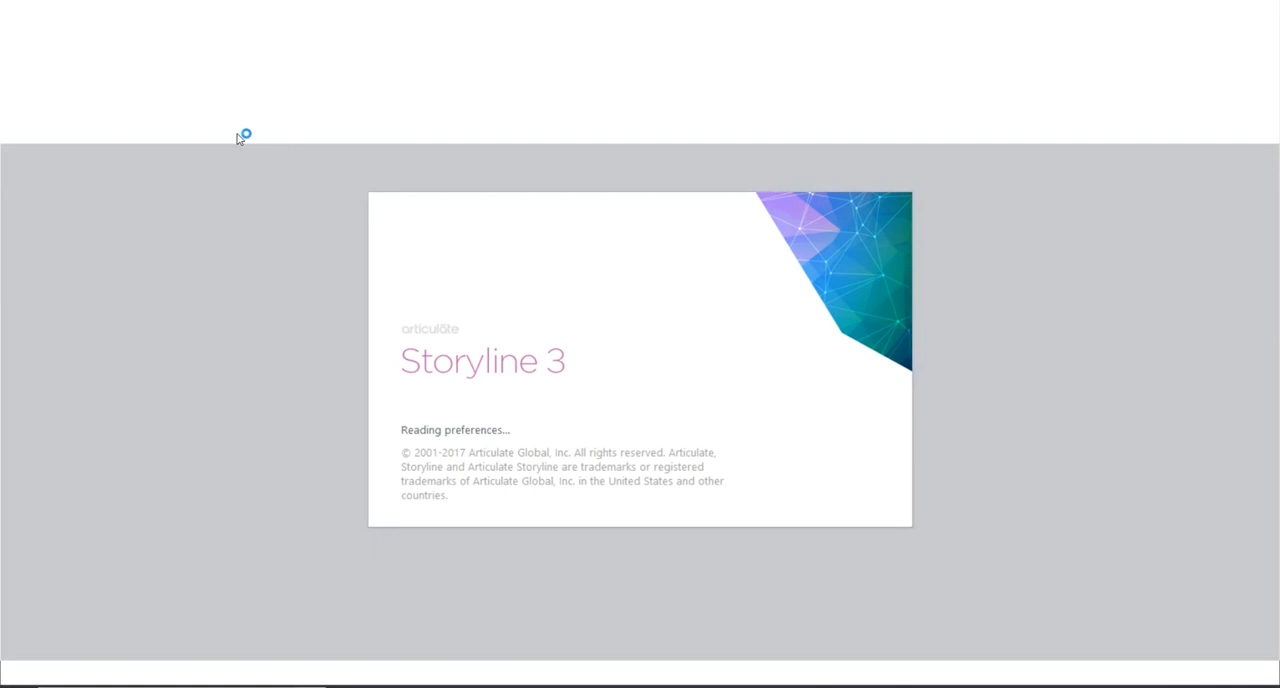 articulāte
Storyline 3
Reading preferences...
© 2001-2017 Articulate Global, Inc. All rights reserved. Articulate,
Storyline and Articulate Storyline are trademarks or registered
trademarks of Articulate Global, Inc. in the United States and other
countries.